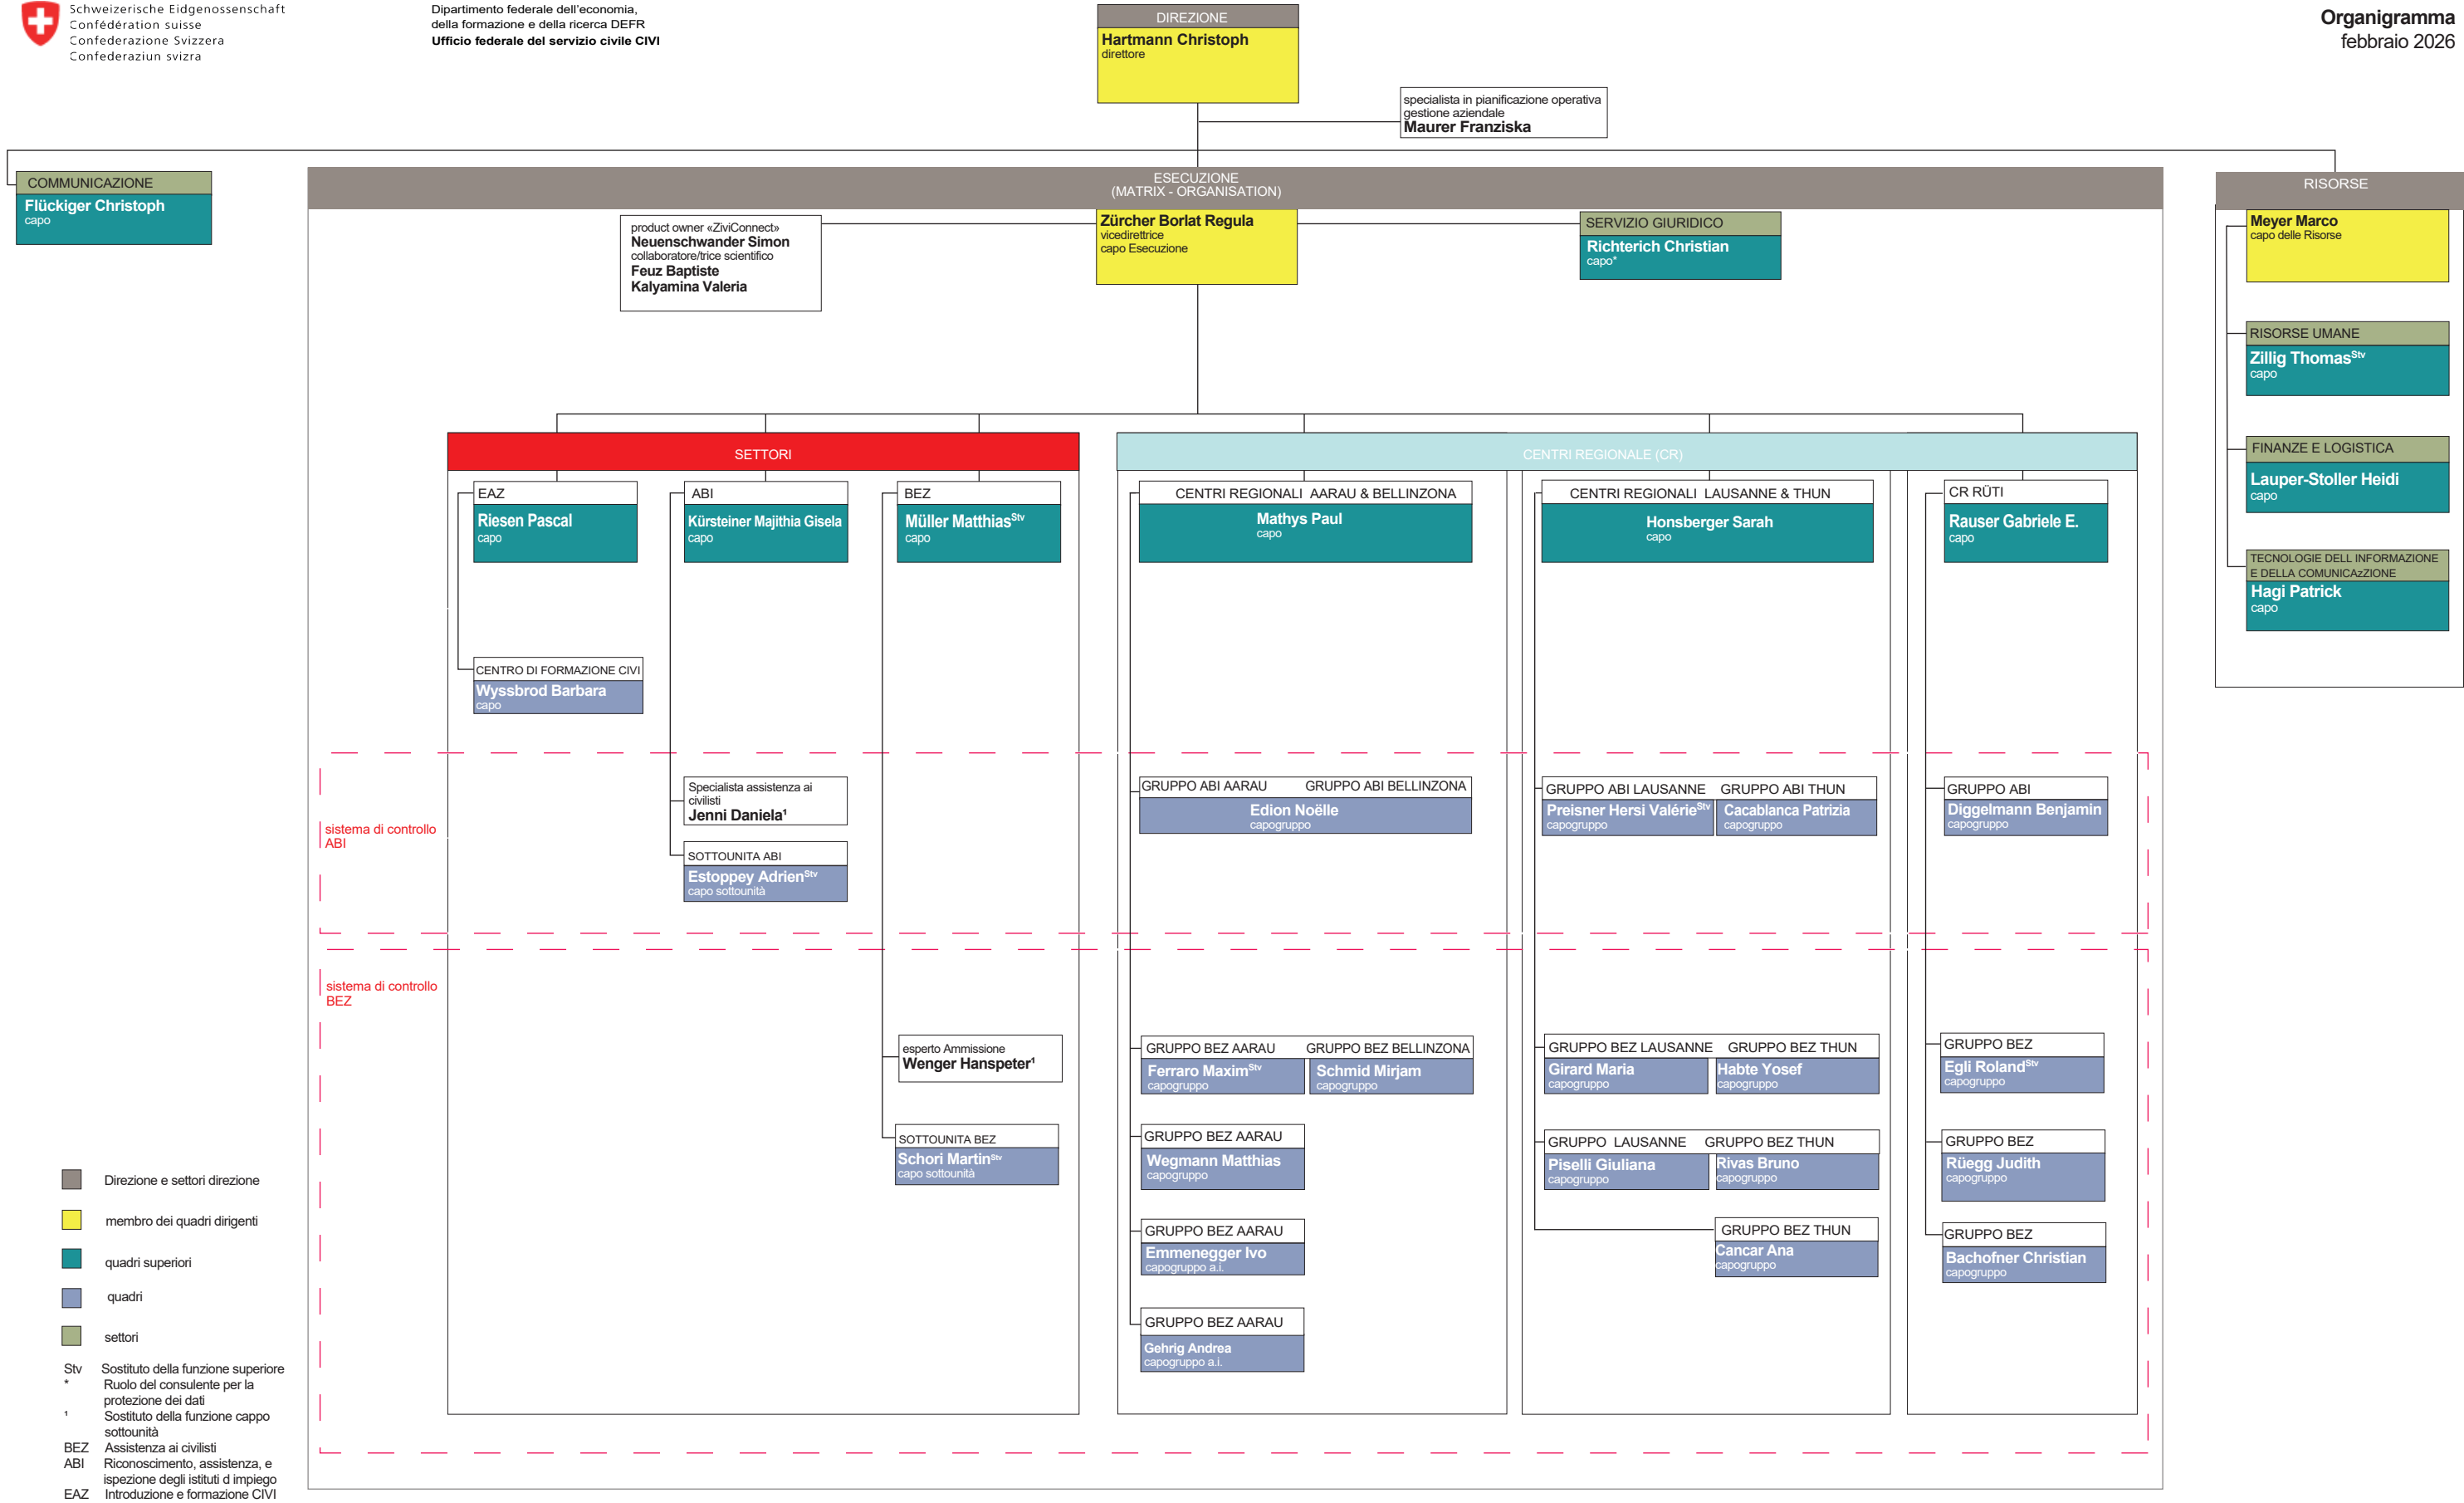 Schweizerische Eidgenossenschaft
Confédération suisse
Confederazione Svizzera
Confederaziun svizra
Dipartimento federale dell'economia,
della formazione e della ricerca DEFR
Ufficio federale del servizio civile CIVI
Organigramma
febbraio 2026
DIREZIONE
Hartmann Christoph
direttore
specialista in pianificazione operativa
gestione aziendale
Maurer Franziska
COMMUNICAZIONE
Flückiger Christoph
capo
ESECUZIONE
(MATRIX - ORGANISATION)
product owner «ZiviConnect»
Neuenschwander Simon
collaboratore/trice scientifico
Feuz Baptiste
Kalyamina Valeria
Zürcher Borlat Regula
vicedirettrice
capo Esecuzione
SERVIZIO GIURIDICO
Richterich Christian
capo*
RISORSE
Meyer Marco
capo delle Risorse
RISORSE UMANE
Zillig Thomas Stv
capo
FINANZE E LOGISTICA
Lauper-Stoller Heidi
capo
TECNOLOGIE DELL INFORMAZIONE
E DELLA COMUNICAzZIONE
Hagi Patrick
capo
SETTORI
EAZ
Riesen Pascal
capo
CENTRO DI FORMAZIONE CIVI
Wyssbrod Barbara
capo
ABI
Kürsteiner Majithia Gisela
capo
Specialista assistenza ai
civilisti
Jenni Daniela¹
SOTTOUNITA ABI
Estoppey Adrien Stv
capo sottounità
BEZ
Müller Matthias Stv
capo
esperto Ammissione
Wenger Hanspeter¹
SOTTOUNITA BEZ
Schori Martin Stv
capo sottounità
CENTRI REGIONALE (CR)
CENTRI REGIONALI AARAU & BELLINZONA
Mathys Paul
capo
GRUPPO ABI AARAU GRUPPO ABI BELLINZONA
Edion Noëlle
capogruppo
GRUPPO BEZ AARAU GRUPPO BEZ BELLINZONA
Ferraro Maxim Stv Schmid Mirjam
capogruppo capogruppo
GRUPPO BEZ AARAU
Wegmann Matthias
capogruppo
GRUPPO BEZ AARAU
Emmenegger Ivo
capogruppo a.i.
GRUPPO BEZ AARAU
Gehrig Andrea
capogruppo a.i.
CENTRI REGIONALI LAUSANNE & THUN
Honsberger Sarah
capo
GRUPPO ABI LAUSANNE GRUPPO ABI THUN
Preisner Hersi Valérie Stv Cacablanca Patrizia
capogruppo capogruppo
GRUPPO BEZ LAUSANNE GRUPPO BEZ THUN
Girard Maria Habte Yosef
capogruppo capogruppo
GRUPPO LAUSANNE GRUPPO BEZ THUN
Piselli Giuliana Rivas Bruno
capogruppo capogruppo
GRUPPO BEZ THUN
Cancar Ana
capogruppo
CR RÜTI
Rauser Gabriele E.
capo
GRUPPO ABI
Diggelmann Benjamin
capogruppo
GRUPPO BEZ
Egli Roland Stv
capogruppo
GRUPPO BEZ
Rüegg Judith
capogruppo
GRUPPO BEZ
Bachofner Christian
capogruppo
sistema di controllo
ABI
sistema di controllo
BEZ
Direzione e settori direzione
membro dei quadri dirigenti
quadri superiori
quadri
settori
Stv Sostituto della funzione superiore
* Ruolo del consulente per la
protezione dei dati
¹ Sostituto della funzione cappo
sottounità
BEZ Assistenza ai civilisti
ABI Riconoscimento, assistenza, e
ispezione degli istituti d impiego
EAZ Introduzione e formazione CIVI